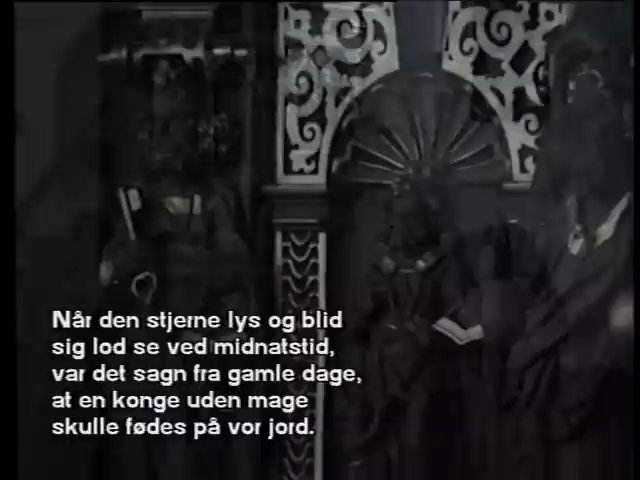 Når den stjerne lys og blid
sig lod se ved midnatstid,
var det sagn fra gamle dage,
at en konge uden mage
skulle fødes på vor jord.